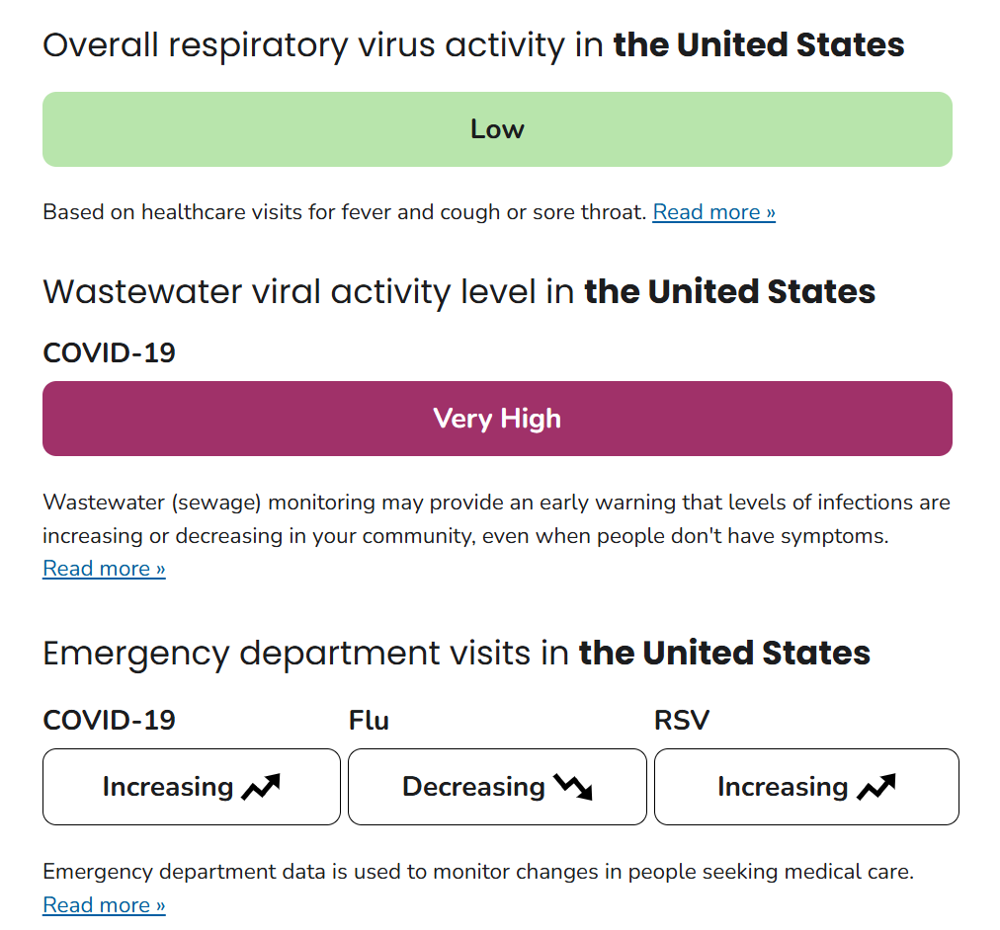 Overall respiratory virus activity in the United States
Low
Based on healthcare visits for fever and cough or sore throat. Read more »
Wastewater viral activity level in the United States
COVID-19
Very High
Wastewater (sewage) monitoring may provide an early warning that levels of infections are
increasing or decreasing in your community, even when people don't have symptoms.
Read more »
Emergency department visits in the United States
COVID-19 Flu RSV
Increasing Decreasing Increasing
Emergency department data is used to monitor changes in people seeking medical care.
Read more »